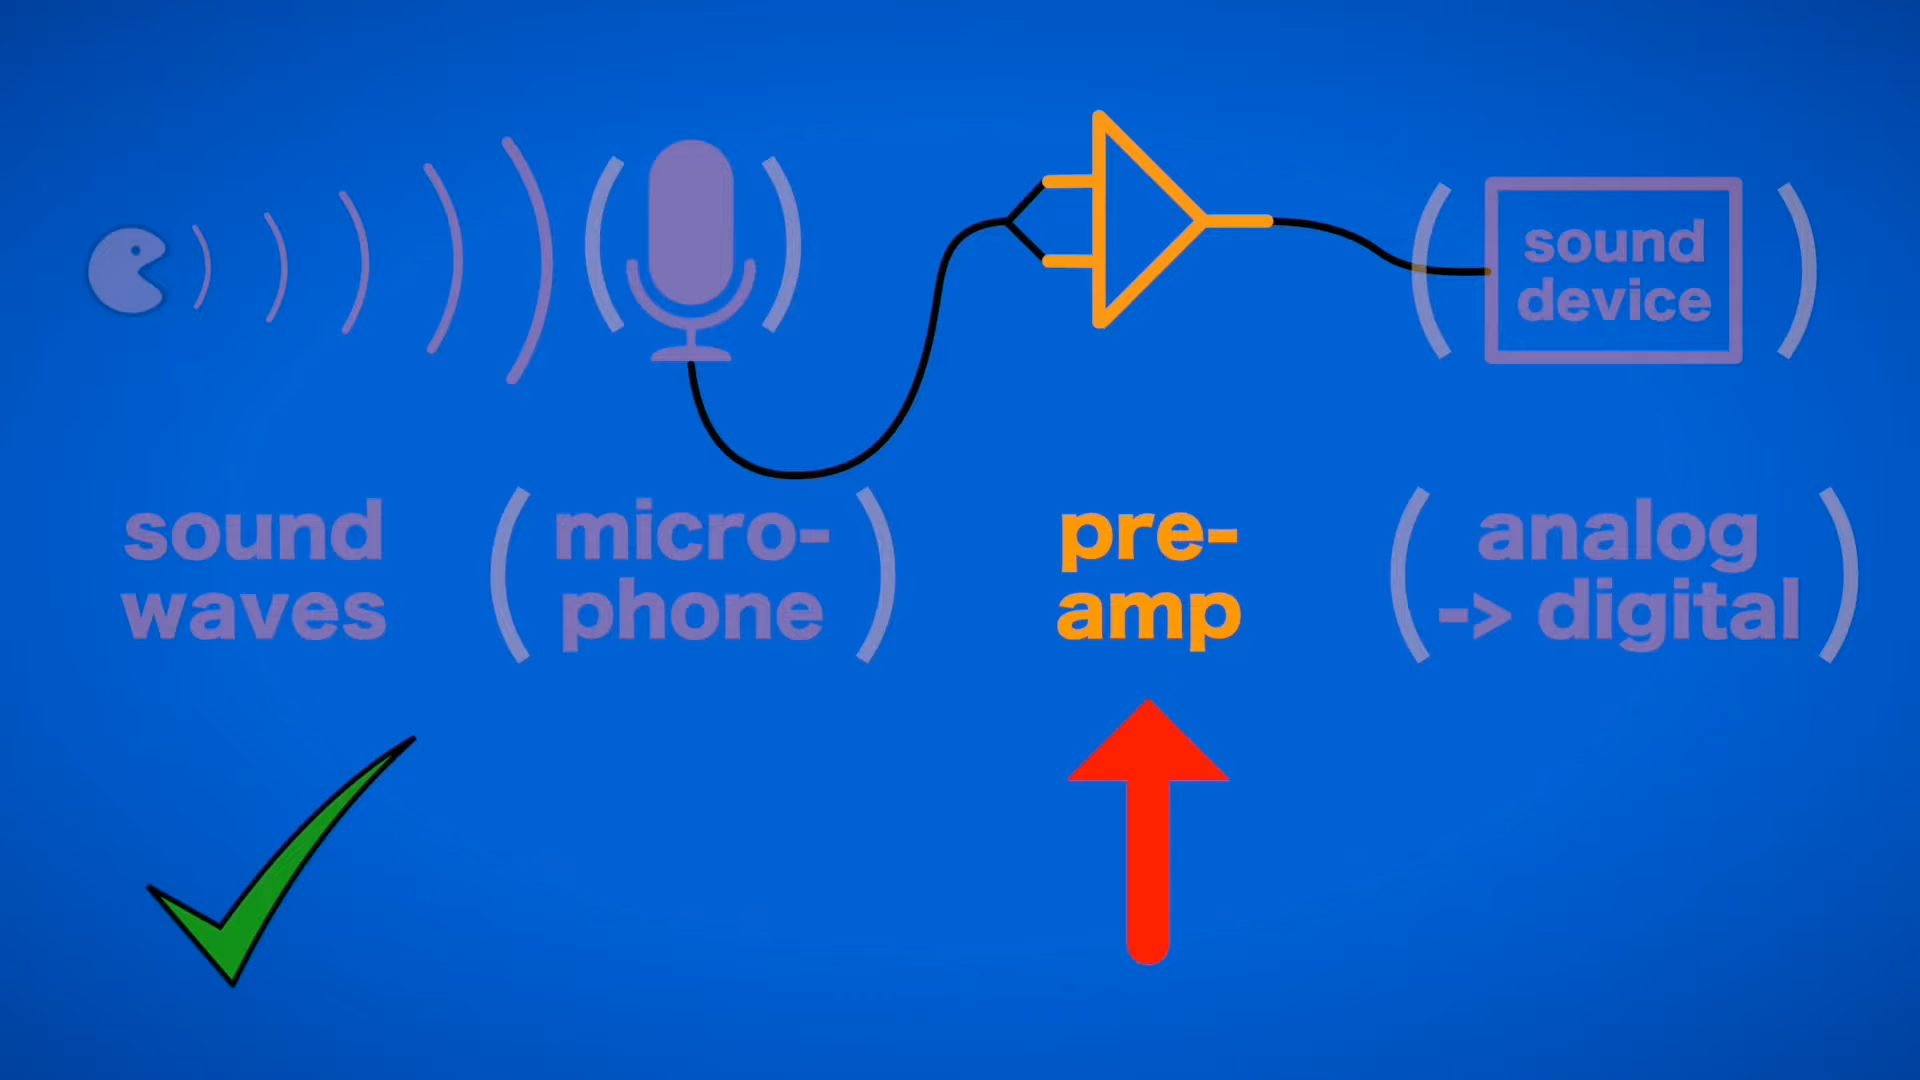 sound
device
sound
waves
( micro-
phone )
pre-
amp
( analog
-> digital )